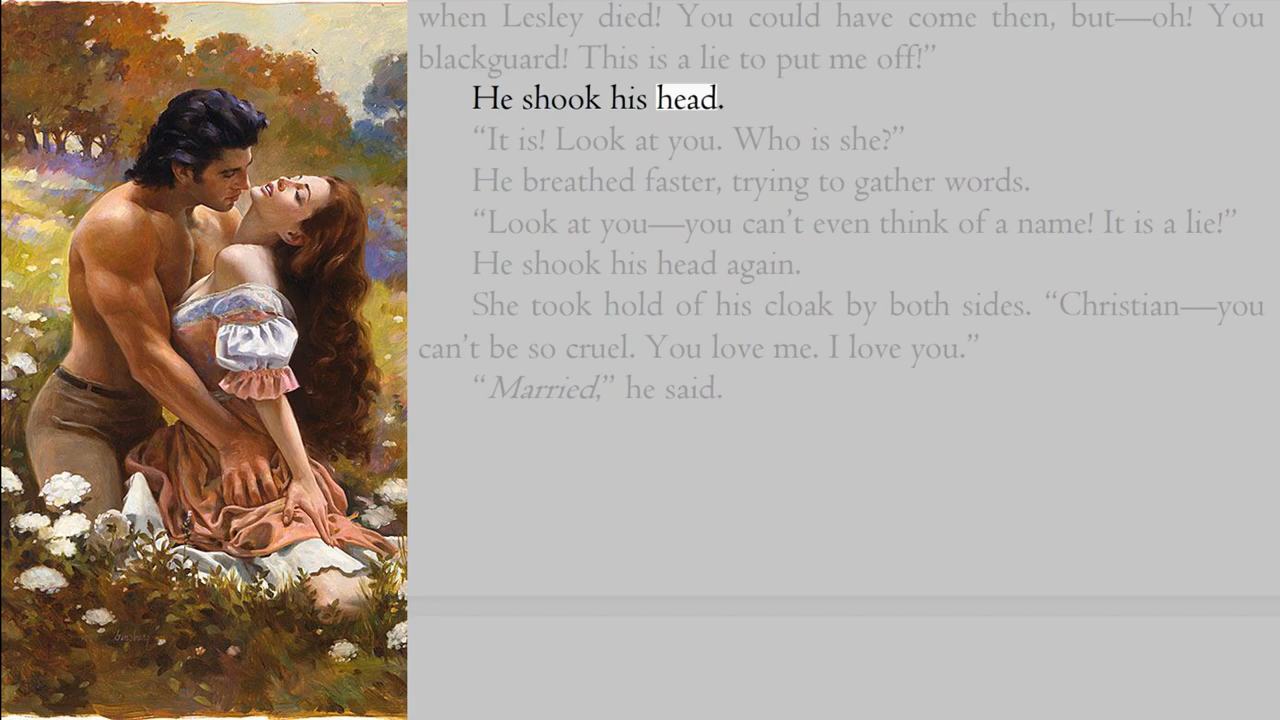 when Lesley died! You could have come then, but—oh! You
blackguard! This is a lie to put me off!”
He shook his head.
“It is! Look at you. Who is she?”
He breathed faster, trying to gather words.
“Look at you—you can’t even think of a name! It is a lie!”
He shook his head again.
She took hold of his cloak by both sides. “Christian—you
can’t be so cruel. You love me. I love you.”
“Married,” he said.